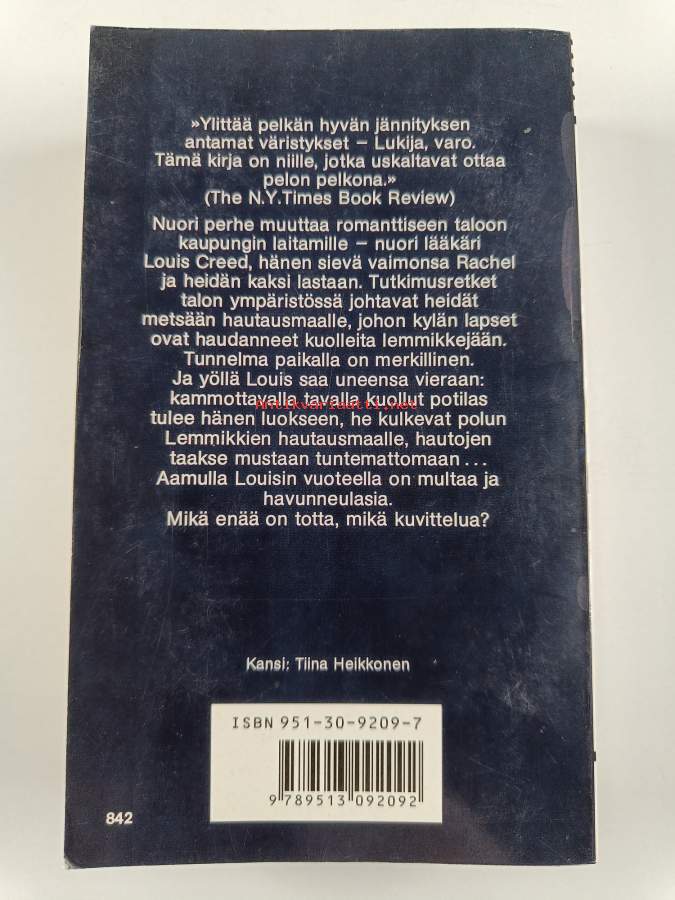 »Ylittää pelkän hyvän jännityksen
antamat väristykset – Lukija, varo.
Tämä kirja on niille, jotka uskaltavat ottaa
pelon pelkona.»
(The N.Y.Times Book Review)
Nuori perhe muuttaa romanttiseen taloon
kaupungin laitamille – nuori lääkäri
Louis Creed, hänen sievä vaimonsa Rachel
ja heidän kaksi lastaan. Tutkimusretket
talon ympäristössä johtavat heidät
metsään hautausmaalle, johon kylän lapset
ovat haudanneet kuolleita lemmikkejään.
Tunnelma paikalla on merkillinen.
Ja yöllä Louis saa uneensa vieraan:
kammottavalla tavalla kuollut potilas
Antikvariaatti.net
tulee hänen luokseen, he kulkevat polun
Lemmikkien hautausmaalle, hautojen
taakse mustaan tuntemattomaan...
Aamulla Louisin vuoteella on multaa ja
havunneulasia.
Mikä enää on totta, mikä kuvittelua?
Kansi: Tiina Heikkonen
ISBN 951-30-9209-7
9 789513 092092
842